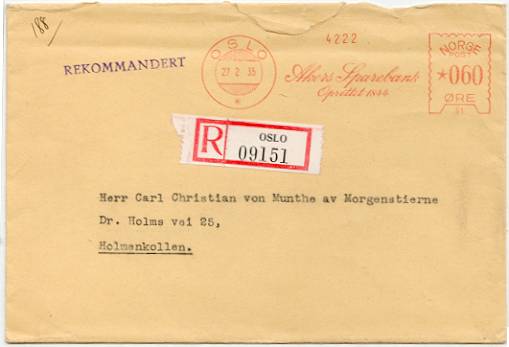 188
4222
REKOMMANDERT
OSLO
27 2 35
Akers Sparebank
Oprettet 1844
NORGE
POST
*060
ØRE
R
OSLO
09151
Herr Carl Christian von Munthe av Morgenstierne
Dr. Holms vei 25,
Holmenkollen.